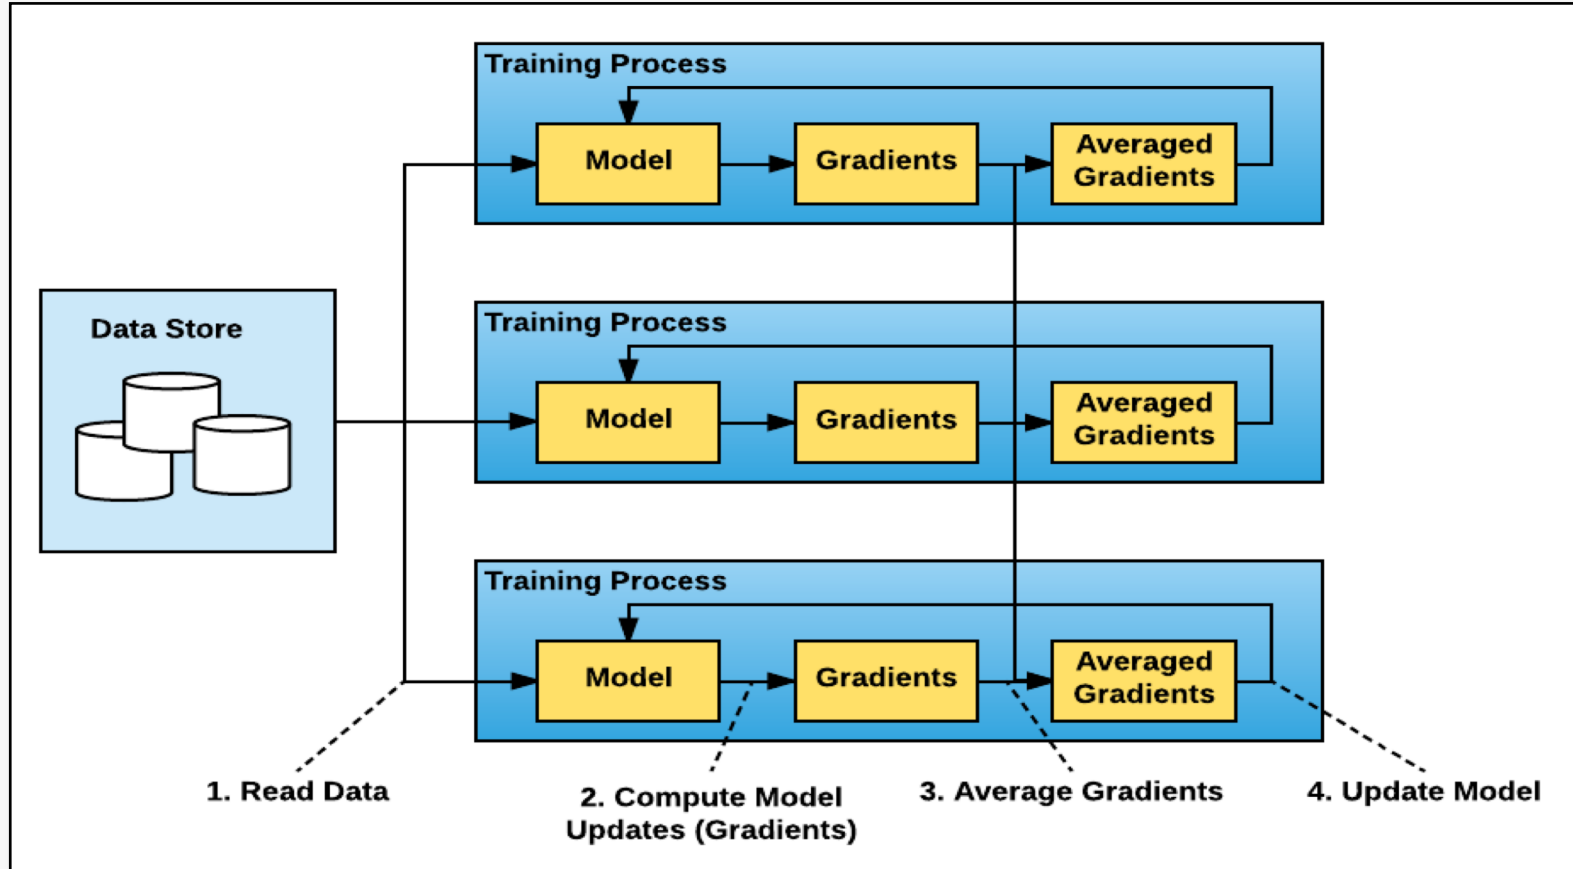 Training Process
Model
Gradients
Averaged
Gradients
Data Store
Training Process
Model
Gradients
Averaged
Gradients
Training Process
Model
Gradients
Averaged
Gradients
1. Read Data
2. Compute Model
Updates (Gradients)
3. Average Gradients
4. Update Model